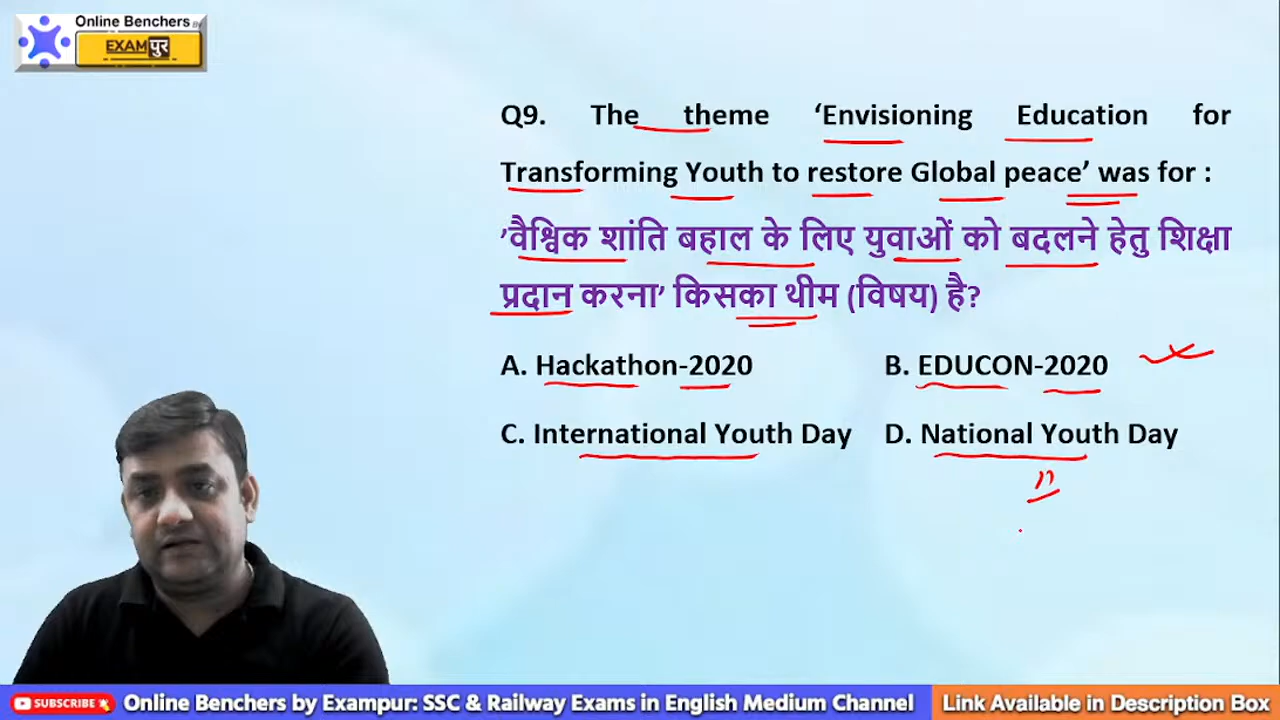 Online Benchers By
EXAMपुर
Q9. The theme ‘Envisioning Education for
Transforming Youth to restore Global peace’ was for :
’वैश्विक शांति बहाल के लिए युवाओं को बदलने हेतु शिक्षा
प्रदान करना’ किसका थीम (विषय) है?
A. Hackathon-2020 B. EDUCON-2020
C. International Youth Day D. National Youth Day
SUBSCRIBE Online Benchers by Exampur: SSC & Railway Exams in English Medium Channel Link Available in Description Box